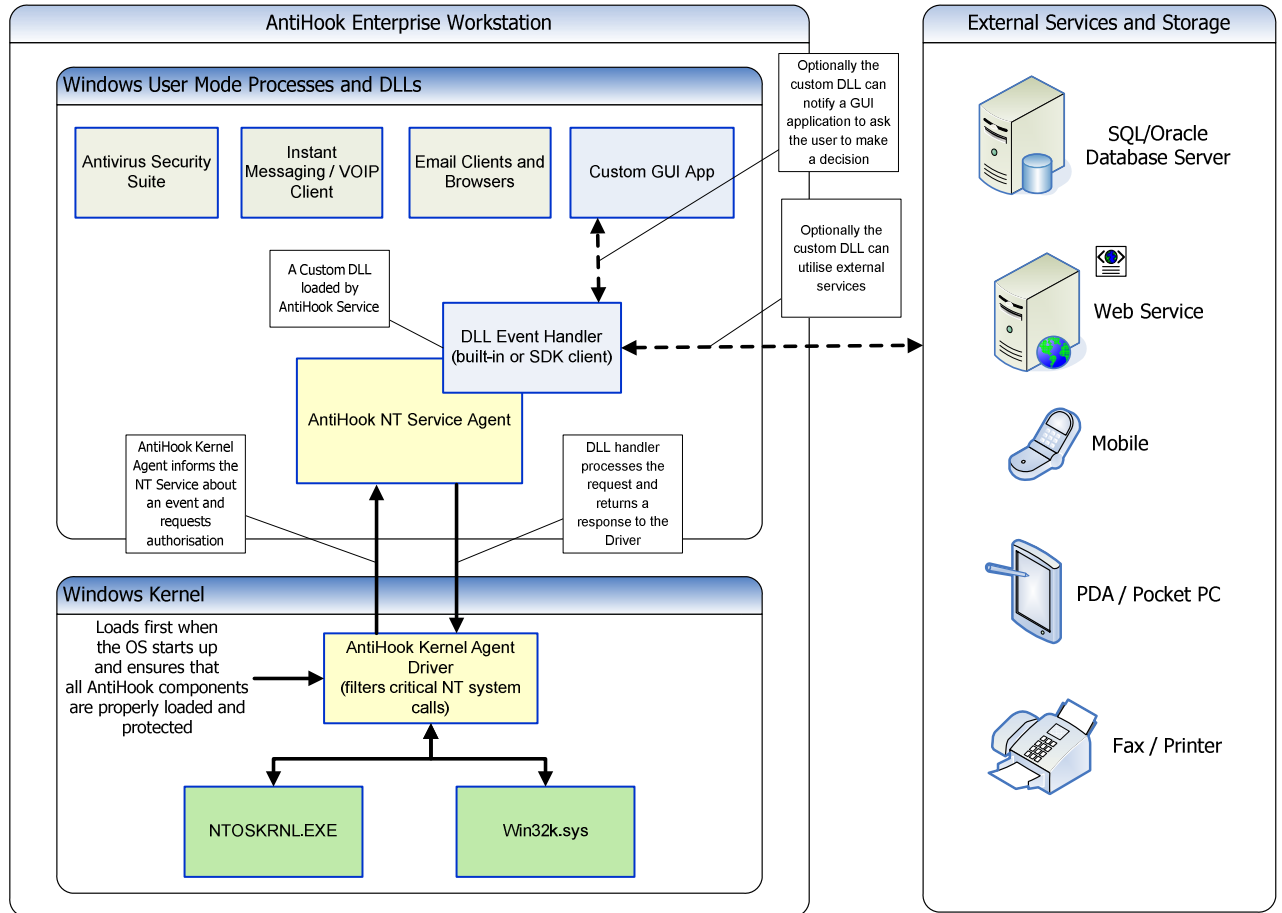 AntiHook Enterprise Workstation
Windows User Mode Processes and DLLs
Antivirus Security
Suite
Instant
Messaging / VOIP
Client
Email Clients and
Browsers
Custom GUI App
Optionally the
custom DLL can
notify a GUI
application to ask
the user to make
a decision
Optionally the
custom DLL can
utilise external
services
A Custom DLL
loaded by
AntiHook Service
DLL Event Handler
(built-in or SDK client)
AntiHook NT Service Agent
AntiHook Kernel
Agent informs the
NT Service about
an event and
requests
authorisation
DLL handler
processes the
request and
returns a
response to the
Driver
Windows Kernel
Loads first when
the OS starts up
and ensures that
all AntiHook components
are properly loaded and
protected
AntiHook Kernel Agent
Driver
(filters critical NT system
calls)
NTOSKRNL.EXE
Win32k.sys
External Services and Storage
SQL/Oracle
Database Server
Web Service
Mobile
PDA / Pocket PC
Fax / Printer